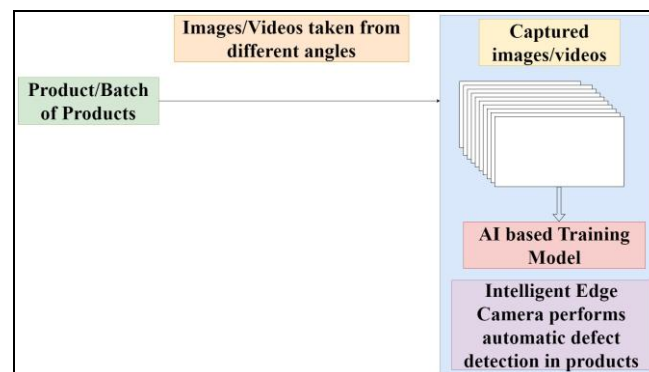 Images/Videos taken from
different angles
Captured
images/videos
Product/Batch
of Products
AI based Training
Model
Intelligent Edge
Camera performs
automatic defect
detection in products